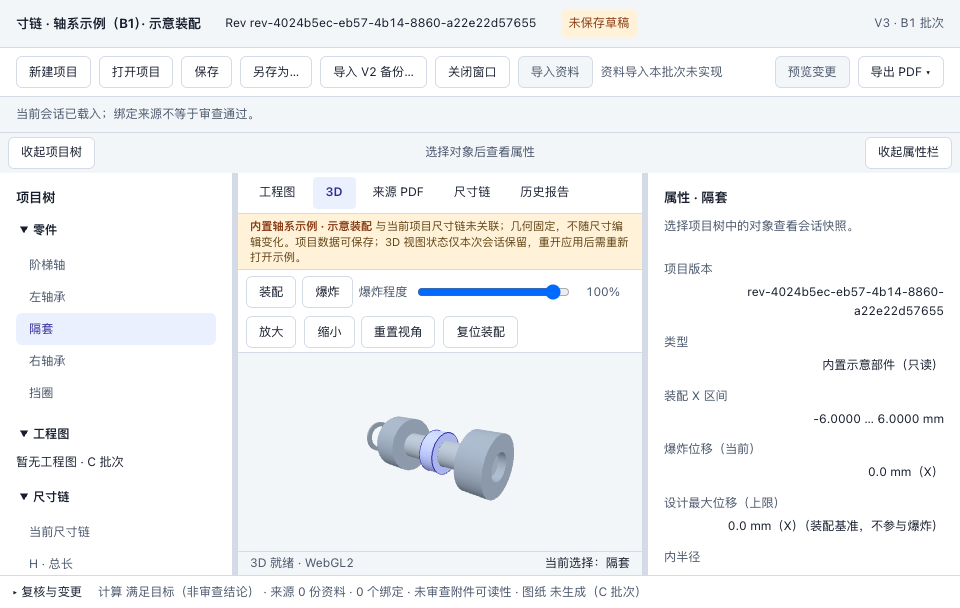 寸链 · 轴系示例（B1）· 示意装配 Rev rev-4024b5ec-eb57-4b14-8860-a22e22d57655 未保存草稿 V3 · B1 批次
新建项目 打开项目 保存 另存为... 导入 V2 备份... 关闭窗口 导入资料 资料导入本批次未实现 预览变更 导出 PDF ▾
当前会话已载入；绑定来源不等于审查通过。
收起项目树 选择对象后查看属性 收起属性栏
项目树
▼ 零件
阶梯轴
左轴承
隔套
右轴承
挡圈
▼ 工程图
暂无工程图 · C 批次
▼ 尺寸链
当前尺寸链
H · 总长
工程图 3D 来源 PDF 尺寸链 历史报告
内置轴系示例 · 示意装配 与当前项目尺寸链未关联；几何固定，不随尺寸编
辑变化。项目数据可保存；3D 视图状态仅本次会话保留，重开应用后需重新
打开示例。
装配 爆炸 爆炸程度 100%
放大 缩小 重置视角 复位装配
3D 就绪 · WebGL2 当前选择：隔套
属性 · 隔套
选择项目树中的对象查看会话快照。
项目版本
rev-4024b5ec-eb57-4b14-8860-
a22e22d57655
类型
内置示意部件（只读）
装配 X 区间
-6.0000 … 6.0000 mm
爆炸位移（当前）
0.0 mm（X）
设计最大位移（上限）
0.0 mm（X）（装配基准，不参与爆炸）
内半径
▸ 复核与变更 计算 满足目标（非审查结论） · 来源 0 份资料 · 0 个绑定 · 未审查附件可读性 · 图纸 未生成（C 批次）